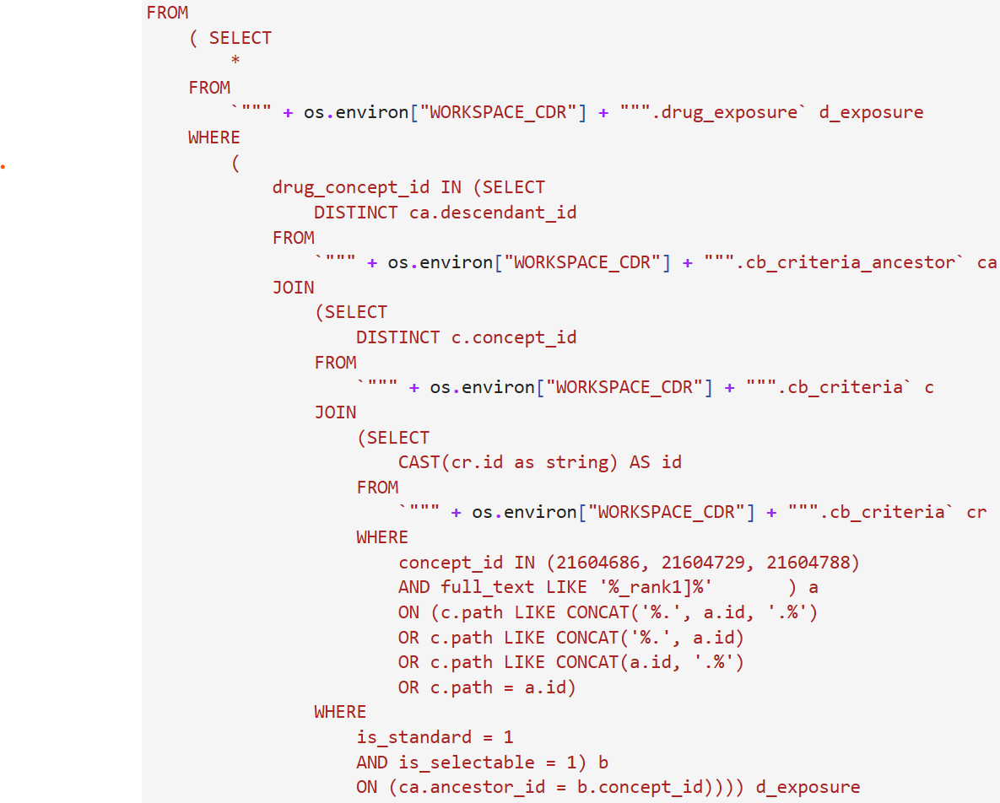 FROM
( SELECT
*
FROM
`""" + os.environ["WORKSPACE_CDR"] + """.drug_exposure` d_exposure
WHERE
(
drug_concept_id IN (SELECT
DISTINCT ca.descendant_id
FROM
`""" + os.environ["WORKSPACE_CDR"] + """.cb_criteria_ancestor` ca
JOIN
(SELECT
DISTINCT c.concept_id
FROM
`""" + os.environ["WORKSPACE_CDR"] + """.cb_criteria` c
JOIN
(SELECT
CAST(cr.id as string) AS id
FROM
`""" + os.environ["WORKSPACE_CDR"] + """.cb_criteria` cr
WHERE
concept_id IN (21604686, 21604729, 21604788)
AND full_text LIKE '%_rank1]%'       ) a
ON (c.path LIKE CONCAT('%.', a.id, '.%')
OR c.path LIKE CONCAT('%.', a.id)
OR c.path LIKE CONCAT(a.id, '.%')
OR c.path = a.id)
WHERE
is_standard = 1
AND is_selectable = 1) b
ON (ca.ancestor_id = b.concept_id)))) d_exposure